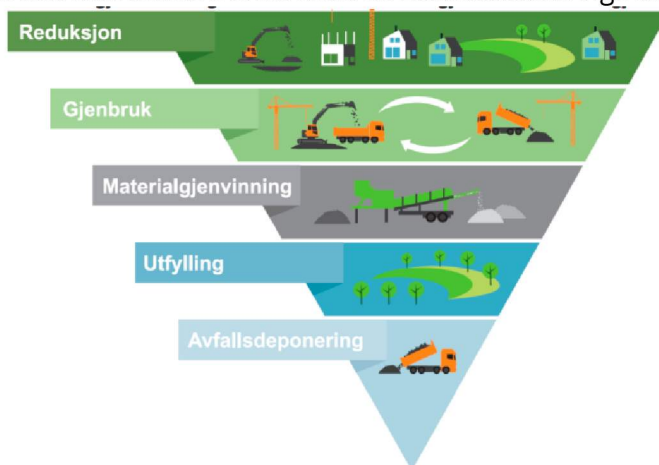 Reduksjon
Gjenbruk
Materialgjenvinning
Utfylling
Avfallsdeponering